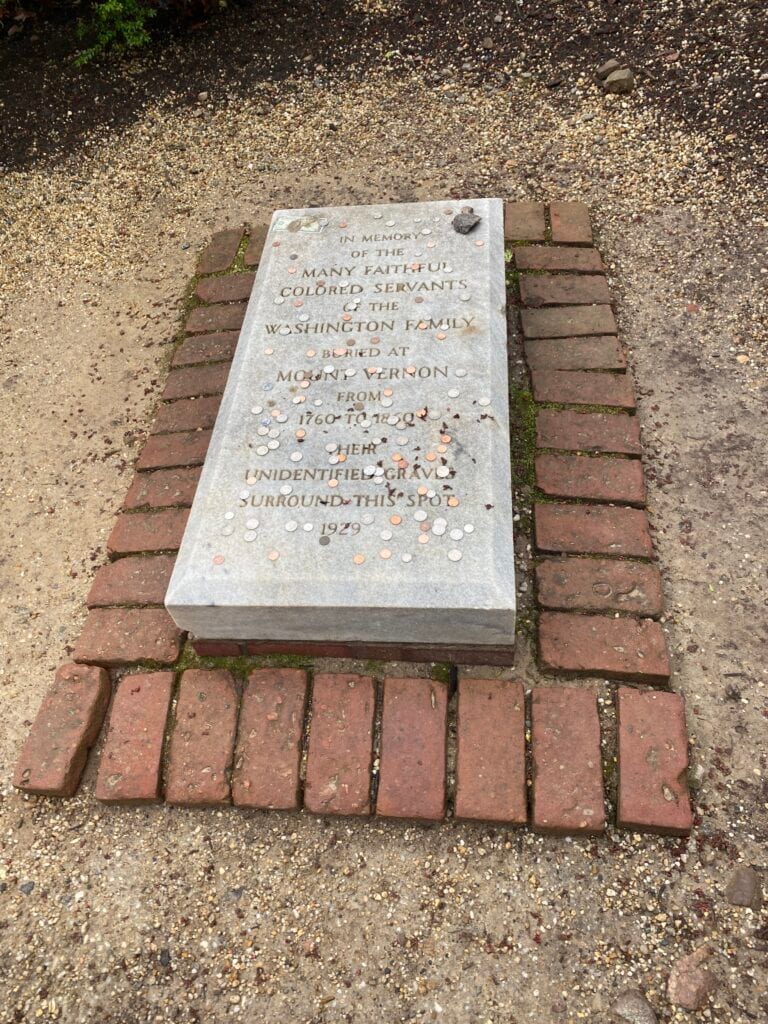 IN MEMORY
OF THE
MANY FAITHFUL
COLORED SERVANTS
OF THE
WASHINGTON FAMILY
BURIED AT
MOUNT VERNON
FROM
1760 TO 1860
THEIR
UNIDENTIFIED GRAVES
SURROUND THIS SPOT
1929